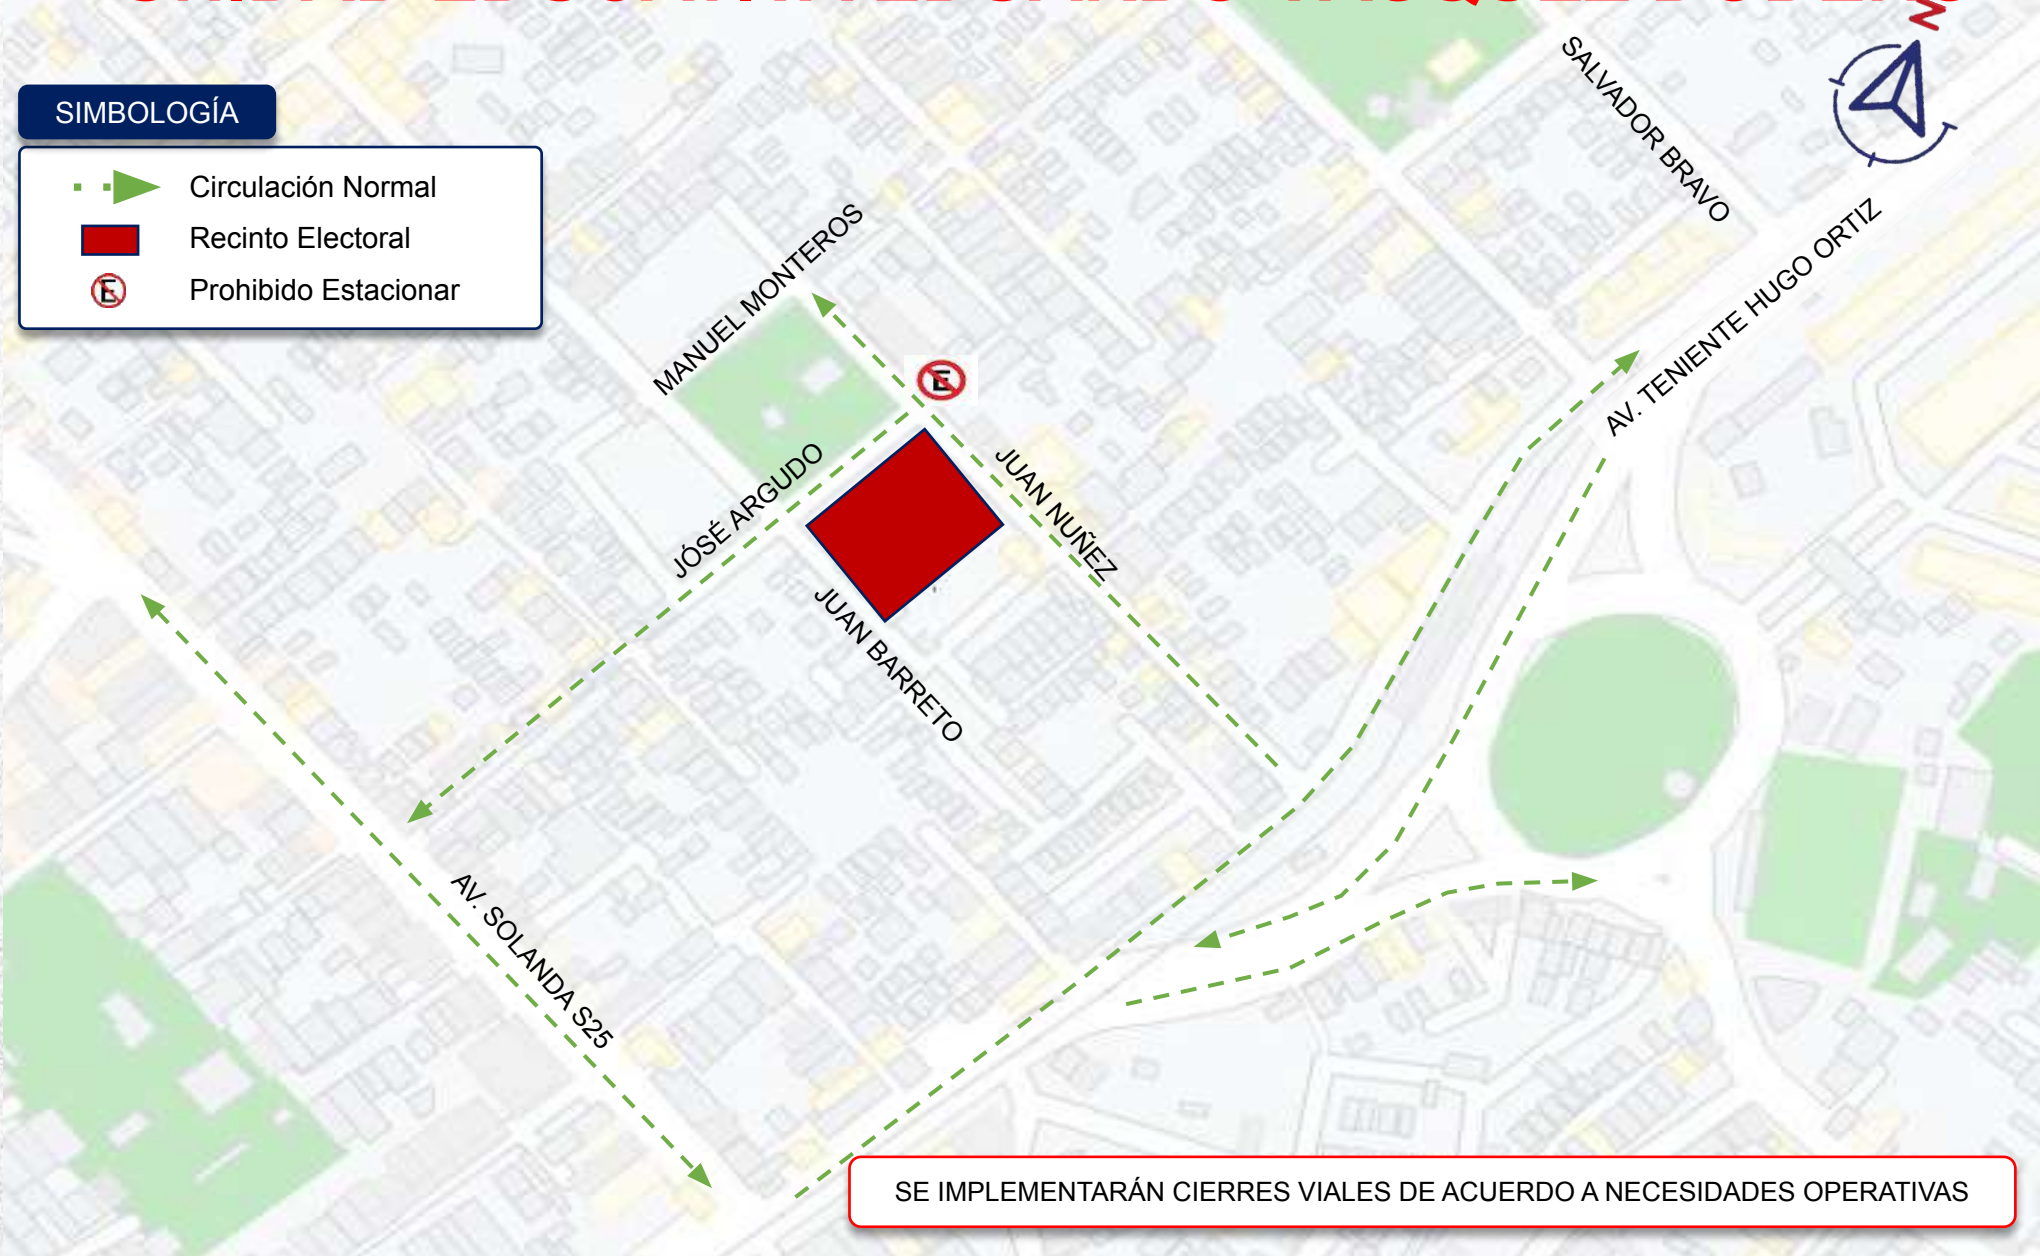 SIMBOLOGÍA
Circulación Normal
Recinto Electoral
Prohibido Estacionar
N
SALVADOR BRAVO
AV. TENIENTE HUGO ORTIZ
MANUEL MONTEROS
E
JÓSÉ ARGUDO
JUAN NUÑEZ
JUAN BARRETO
AV. SOLANDA S25
SE IMPLEMENTARÁN CIERRES VIALES DE ACUERDO A NECESIDADES OPERATIVAS